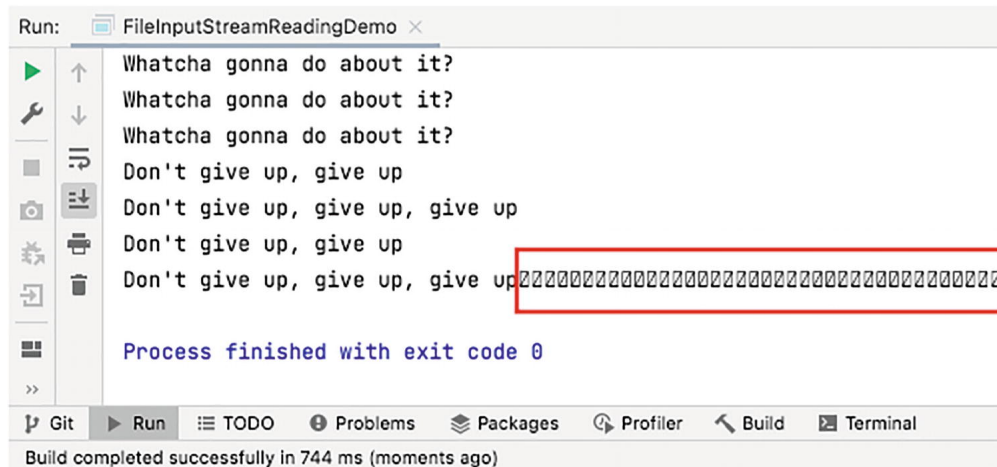 Run: FileInputStreamReadingDemo
Whatcha gonna do about it?
Whatcha gonna do about it?
Whatcha gonna do about it?
Don't give up, give up
Don't give up, give up, give up
Don't give up, give up
Don't give up, give up, give up
Process finished with exit code 0
Git Run TODO Problems Packages Profiler Build Terminal
Build completed successfully in 744 ms (moments ago)